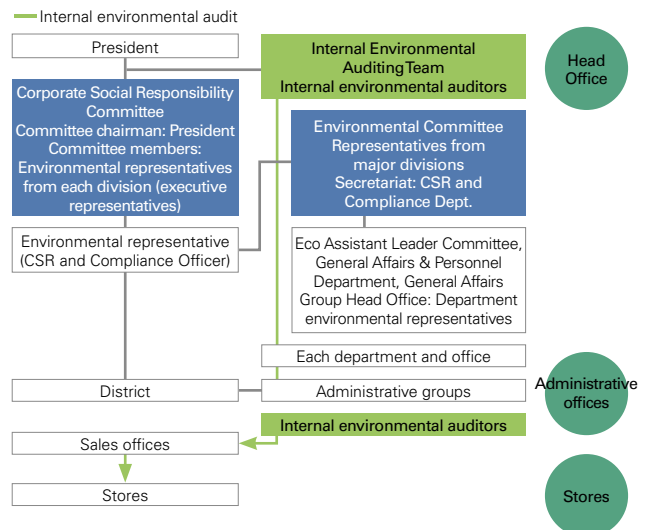 Internal environmental audit
President
Internal Environmental
Auditing Team
Internal environmental auditors
Head
Office
Corporate Social Responsibility
Committee
Committee chairman: President
Committee members:
Environmental representatives
from each division (executive
representatives)
Environmental Committee
Representatives from
major divisions
Secretariat: CSR and
Compliance Dept.
Environmental representative
(CSR and Compliance Officer)
Eco Assistant Leader Committee,
General Affairs & Personnel
Department, General Affairs
Group Head Office: Department
environmental representatives
Each department and office
District
Administrative groups
Administrative
offices
Internal environmental auditors
Sales offices
Stores
Stores